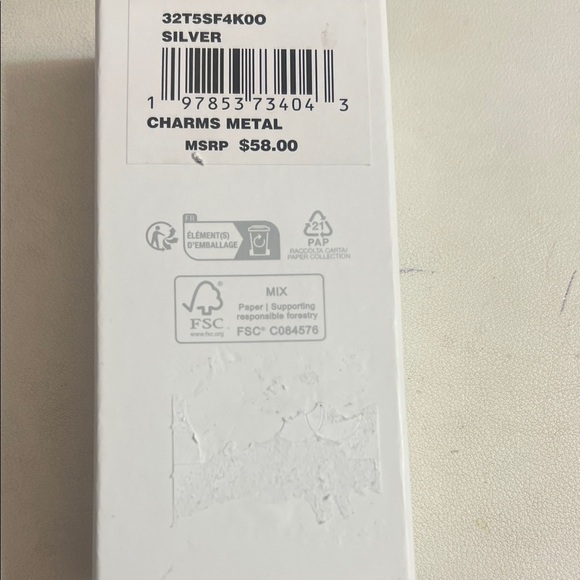 32T5SF4K0O
SILVER
1 97853 73404 3
CHARMS METAL
MSRP $58.00
FR
ÉLÉMENT(S)
D'EMBALLAGE
21
PAP
RACCOLTA CARTA/
PAPER COLLECTION
FSC
www.fsc.org
MIX
Paper | Supporting
responsible forestry
FSC® C084576